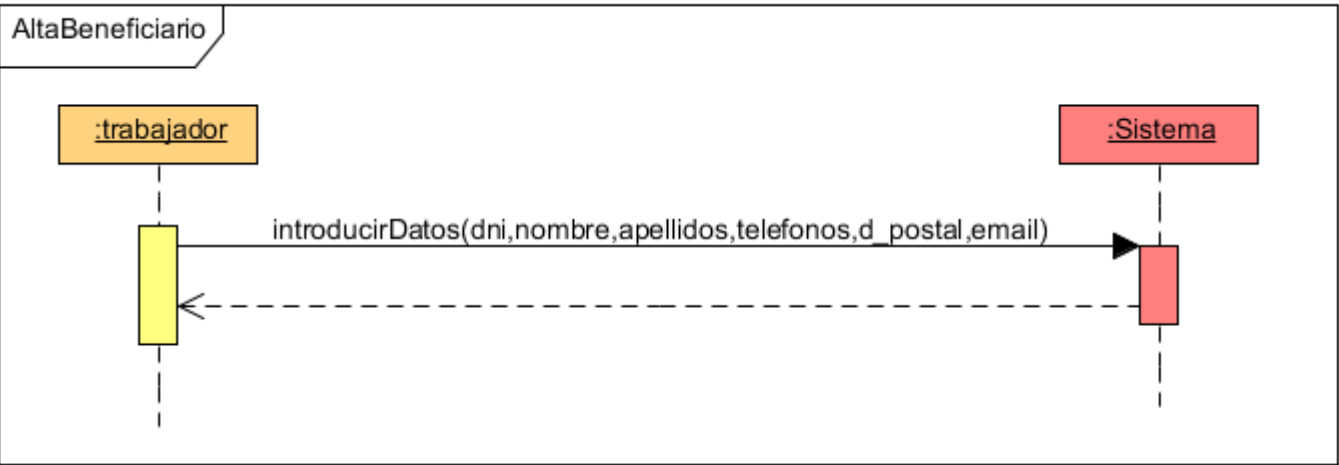 AltaBeneficiario
:trabajador
:Sistema
introducirDatos(dni,nombre,apellidos,telefonos,d_postal,email)